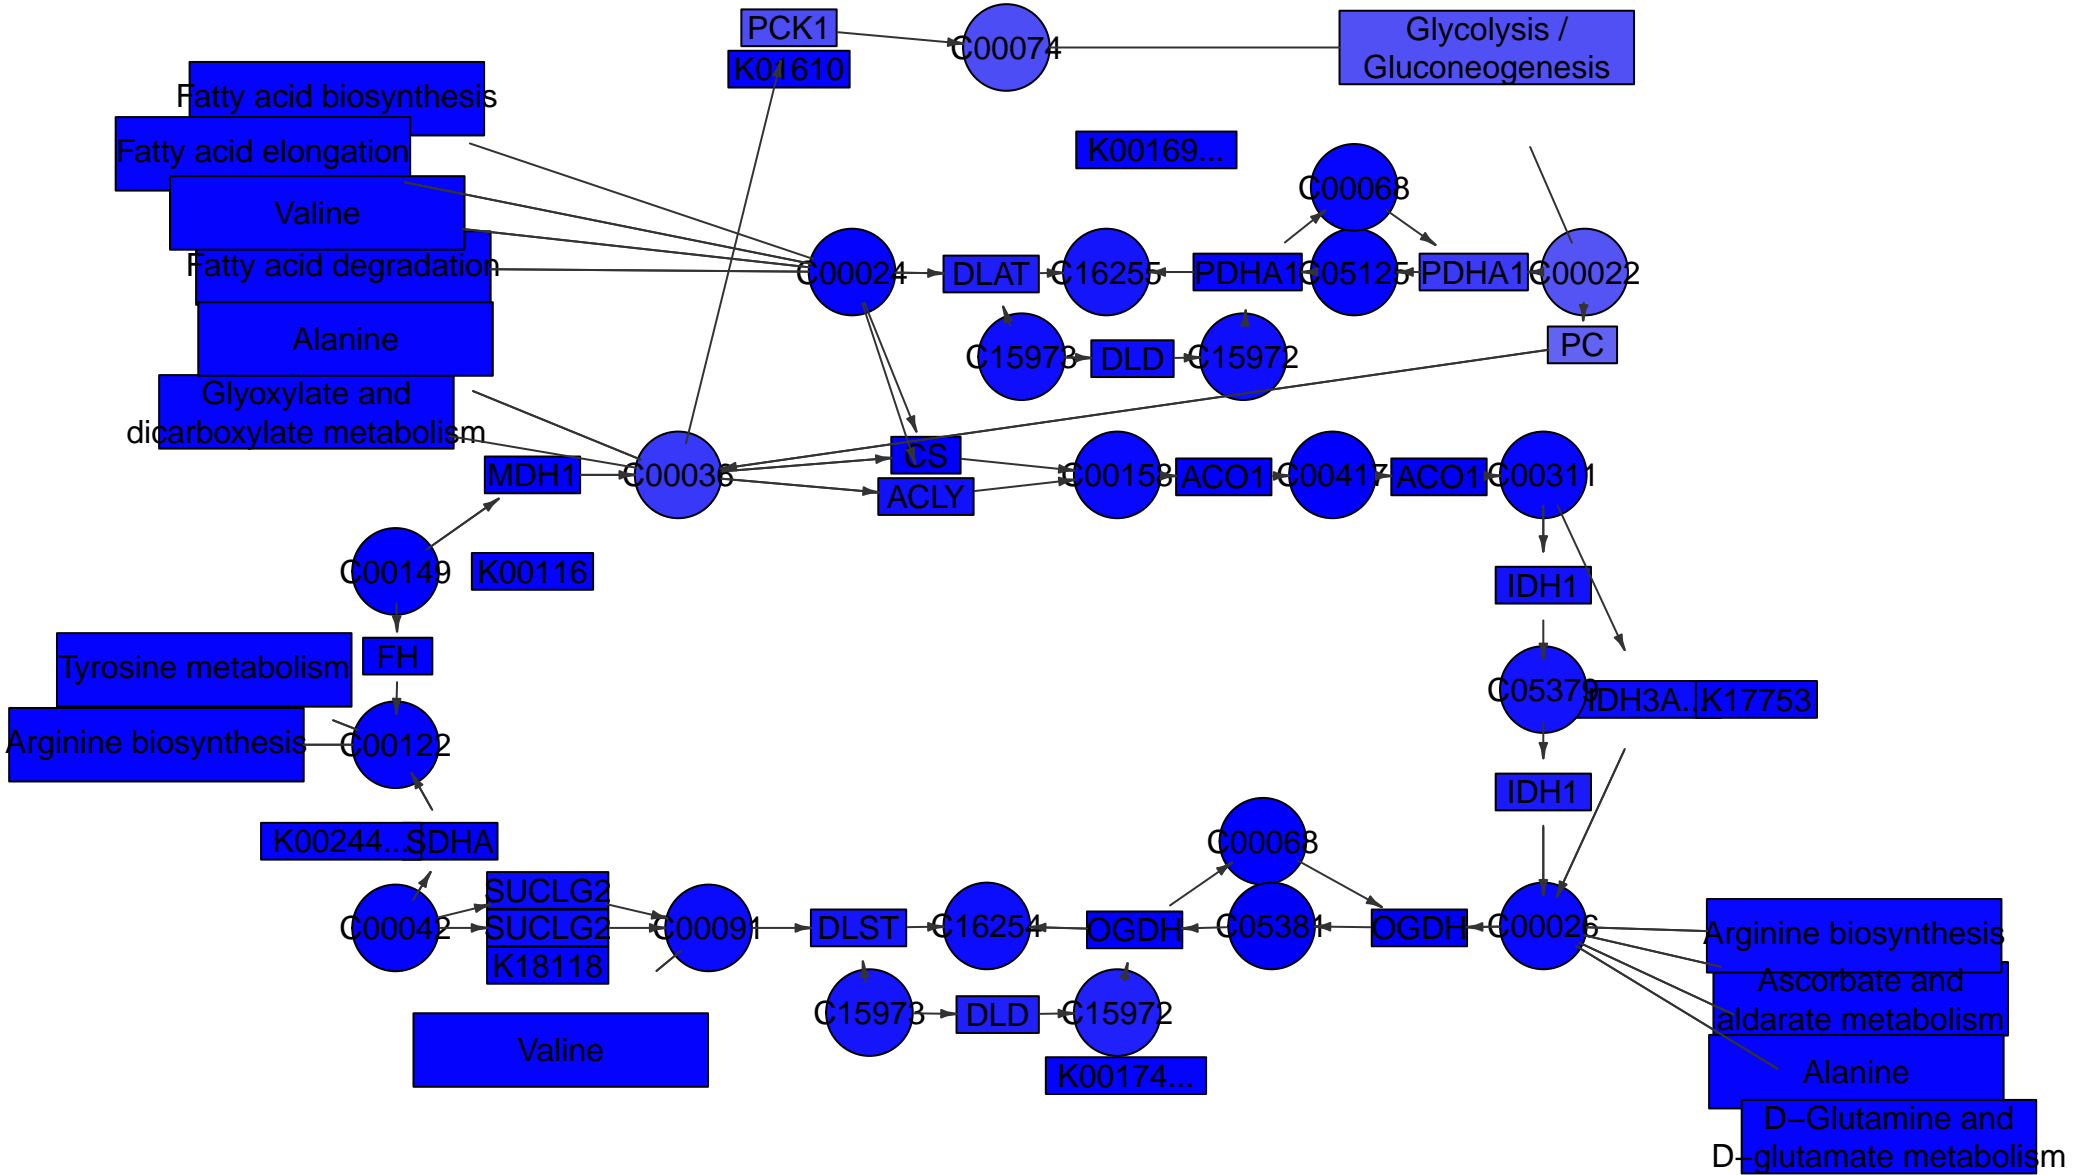 PCK1
C00074
Glycolysis /
Gluconeogenesis
K01610
Fatty acid biosynthesis
Fatty acid elongation
K00169...
C00068
Valine
Fatty acid degradation
C00024
DLAT
C16255
PDHA1
C05125
PDHA1
C00022
Alanine
C15973
DLD
C15972
PC
Glyoxylate and
dicarboxylate metabolism
MDH1
C00036
CS
ACLY
C00158
ACO1
C00417
ACO1
C00311
C00149
K00116
IDH1
FH
Tyrosine metabolism
C05379
IDH3A...
K17753
Arginine biosynthesis
C00122
IDH1
K00244...
SDHA
C00068
SUCLG2
C00042
SUCLG2
C00091
DLST
C16254
OGDH
C05381
OGDH
C00026
Arginine biosynthesis
K18118
Ascorbate and
aldarate metabolism
C15973
DLD
C15972
Valine
K00174...
Alanine
D−Glutamine and
D−glutamate metabolism